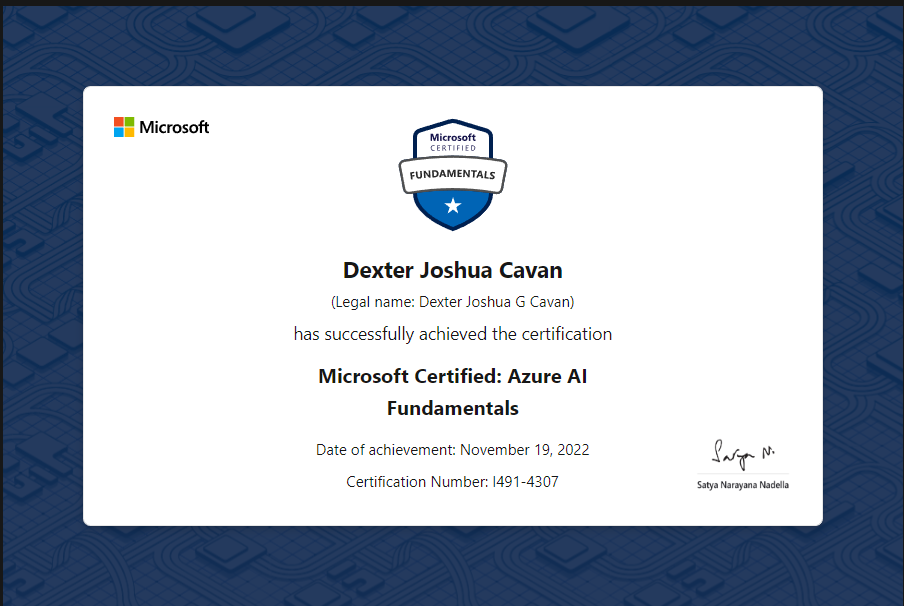 Microsoft
Microsoft
CERTIFIED
FUNDAMENTALS
Dexter Joshua Cavan
(Legal name: Dexter Joshua G Cavan)
has successfully achieved the certification
Microsoft Certified: Azure AI
Fundamentals
Date of achievement: November 19, 2022
Certification Number: I491-4307
Satya N.
Satya Narayana Nadella